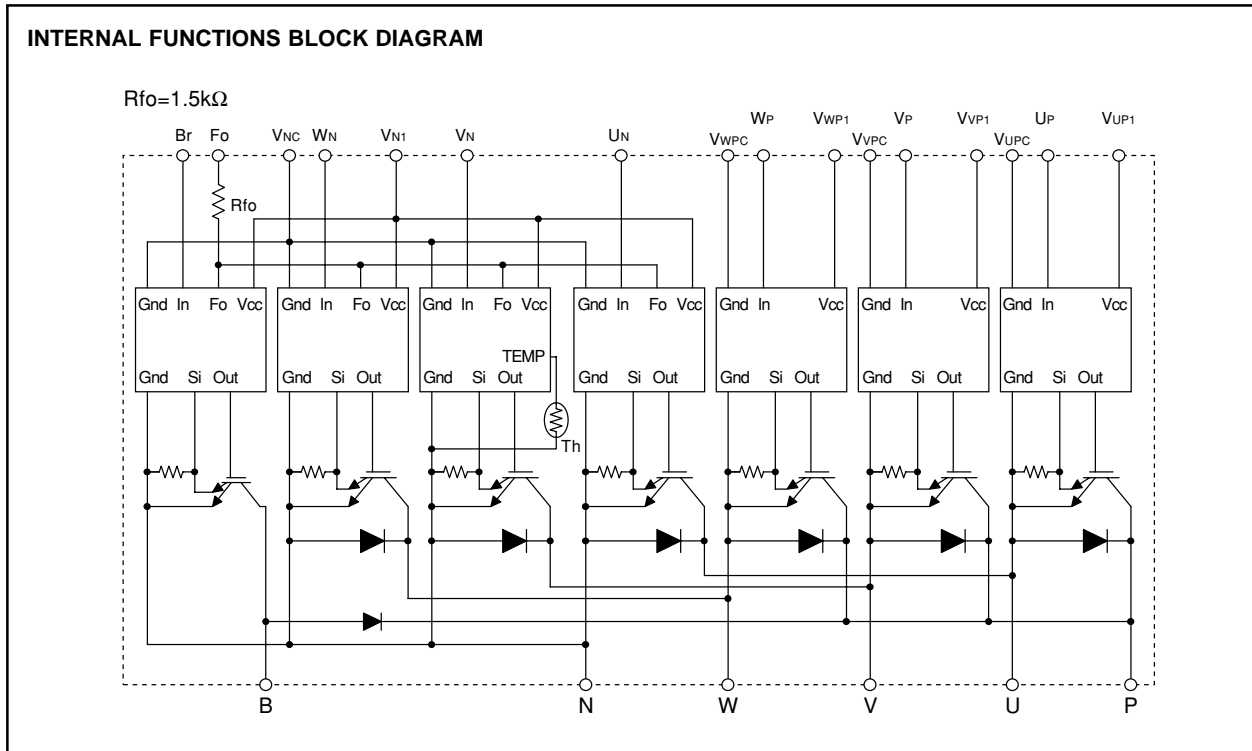 INTERNAL FUNCTIONS BLOCK DIAGRAM
Rfo=1.5kΩ
Br Fo VNC WN VN1 VN UN VWPC WP VWP1 VVPC VP VVP1 VUPC UP VUP1
Rfo
Gnd In Fo Vcc Gnd In Fo Vcc Gnd In Fo Vcc Gnd In Fo Vcc Gnd In Vcc Gnd In Vcc Gnd In Vcc
TEMP
Gnd Si Out Gnd Si Out Gnd Si Out Gnd Si Out Gnd Si Out Gnd Si Out Gnd Si Out
Th
B N W V U P